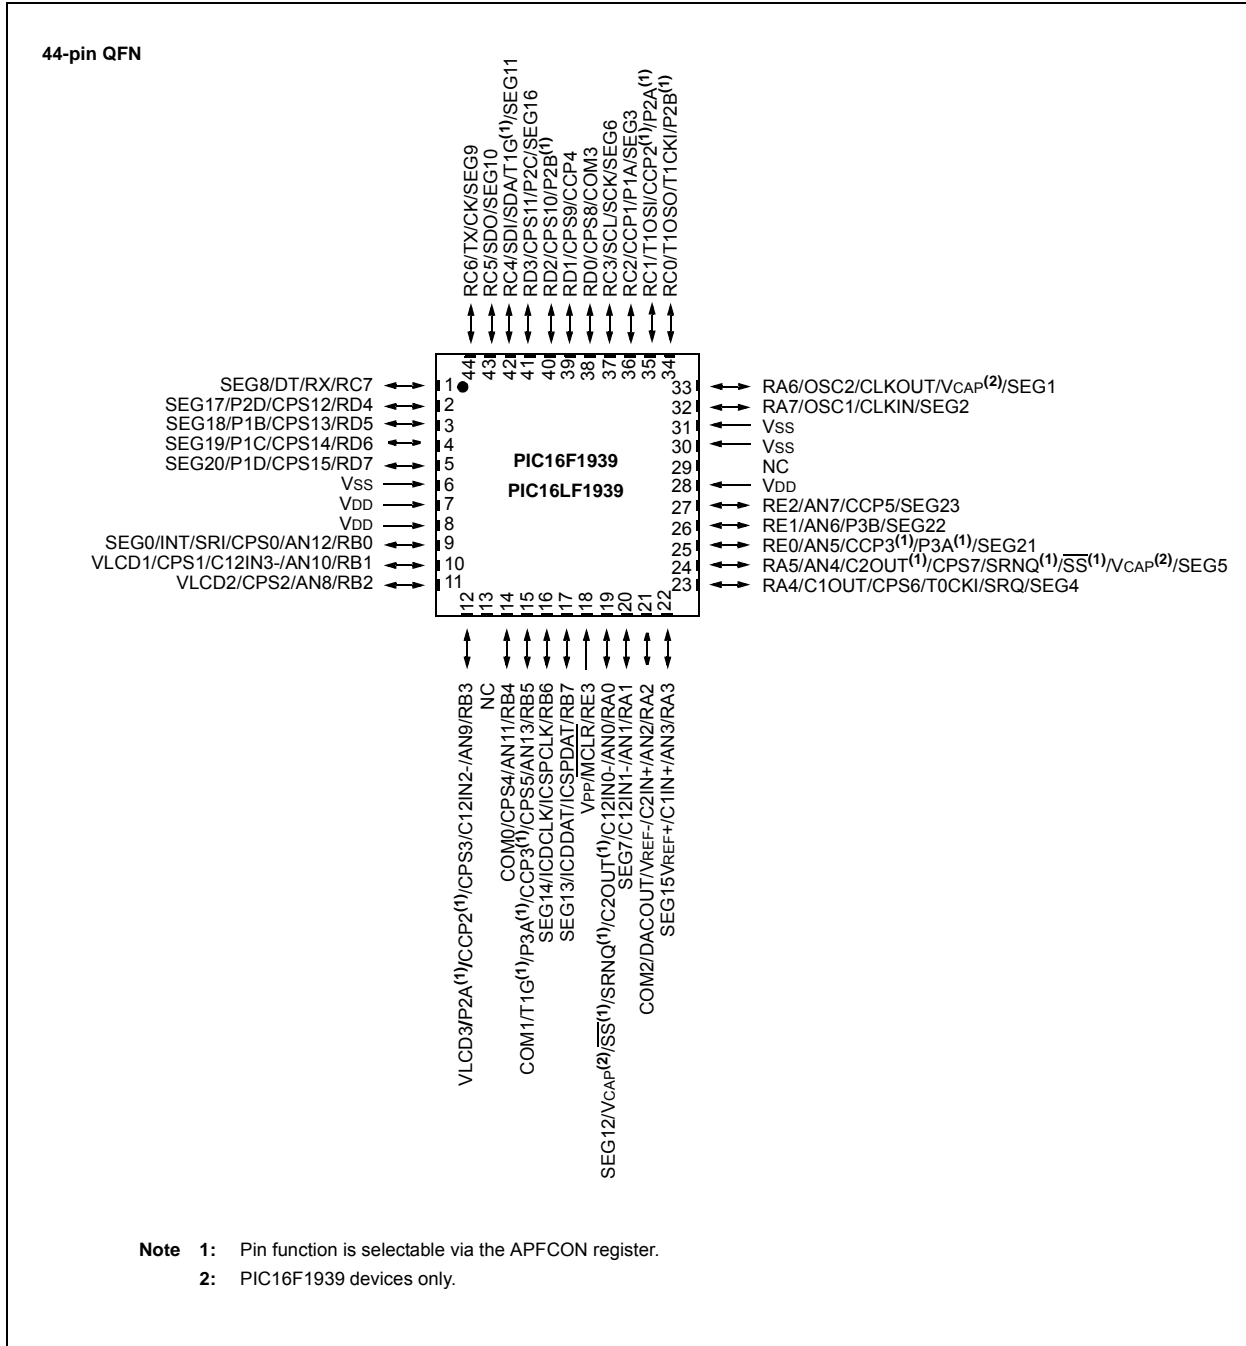 44-pin QFN
RC6/TX/CK/SEG9
RC5/SDO/SEG10
RC4/SDI/SDA/T1G(1)/SEG11
RD3/CPS11/P2C/SEG16
RD2/CPS10/P2B(1)
RD1/CPS9/CCP4
RD0/CPS8/COM3
RC3/SCL/SCK/SEG6
RC2/CCP1/P1A/SEG3
RC1/T1OSI/CCP2(1)/P2A(1)
RC0/T1OSO/T1CKI/P2B(1)
44
43
42
41
40
39
38
37
36
35
34
SEG8/DT/RX/RC7 1
SEG17/P2D/CPS12/RD4 2
SEG18/P1B/CPS13/RD5 3
SEG19/P1C/CPS14/RD6 4
SEG20/P1D/CPS15/RD7 5
VSS 6
VDD 7
VDD 8
SEG0/INT/SRI/CPS0/AN12/RB0 9
VLCD1/CPS1/C12IN3-/AN10/RB1 10
VLCD2/CPS2/AN8/RB2 11
PIC16F1939
PIC16LF1939
33 RA6/OSC2/CLKOUT/VCAP(2)/SEG1
32 RA7/OSC1/CLKIN/SEG2
31 VSS
30 VSS
29 NC
28 VDD
27 RE2/AN7/CCP5/SEG23
26 RE1/AN6/P3B/SEG22
25 RE0/AN5/CCP3(1)/P3A(1)/SEG21
24 RA5/AN4/C2OUT(1)/CPS7/SRNQ(1)/SS(1)/VCAP(2)/SEG5
23 RA4/C1OUT/CPS6/T0CKI/SRQ/SEG4
12
13
14
15
16
17
18
19
20
21
22
VLCD3/P2A(1)/CCP2(1)/CPS3/C12IN2-/AN9/RB3
NC
COM0/CPS4/AN11/RB4
COM1/T1G(1)/P3A(1)/CCP3(1)/CPS5/AN13/RB5
SEG14/ICDCLK/ICSPCLK/RB6
SEG13/ICDDAT/ICSPDAT/RB7
VPP/MCLR/RE3
SEG12/VCAP(2)/SS(1)/SRNQ(1)/C2OUT(1)/C12IN0-/AN0/RA0
SEG7/C12IN1-/AN1/RA1
COM2/DACOUT/VREF-/C2IN+/AN2/RA2
SEG15VREF+/C1IN+/AN3/RA3
Note 1: Pin function is selectable via the APFCON register.
2: PIC16F1939 devices only.